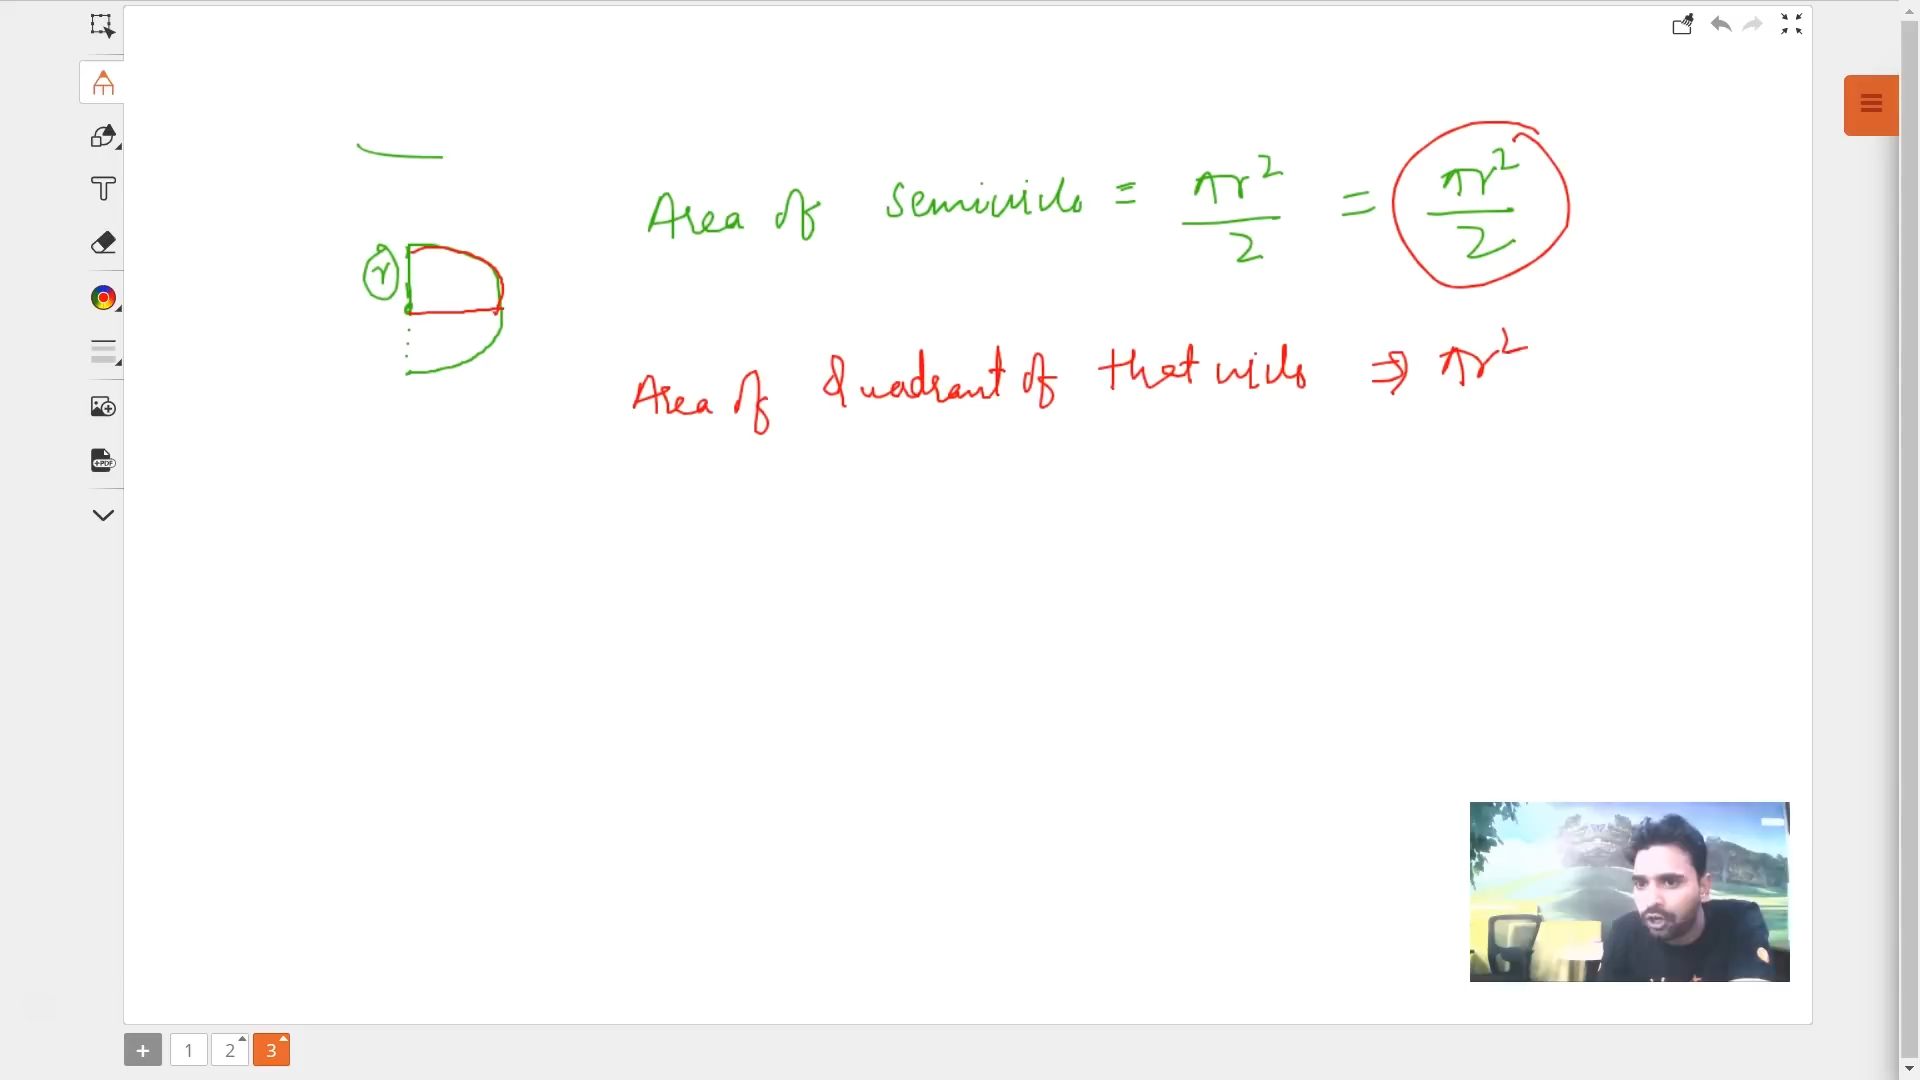 Area of semicircle = πr²/2 = πr²/2
r
Area of Quadrant of that circle ⇒ πr²
1 2 3